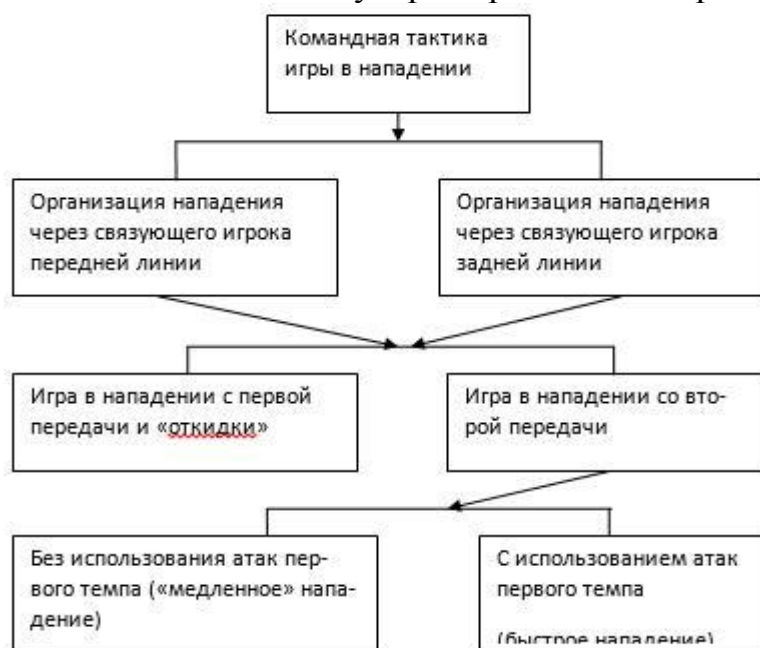 Командная тактика
игры в нападении
Организация нападения
через связующего игрока
передней линии
Организация нападения
через связующего игрока
задней линии
Игра в нападении с первой
передачи и «откидки»
Игра в нападении со вто-
рой передачи
Без использования атак пер-
вого темпа («медленное» напа-
дение)
С использованием атак
первого темпа
(быстрое нападение)